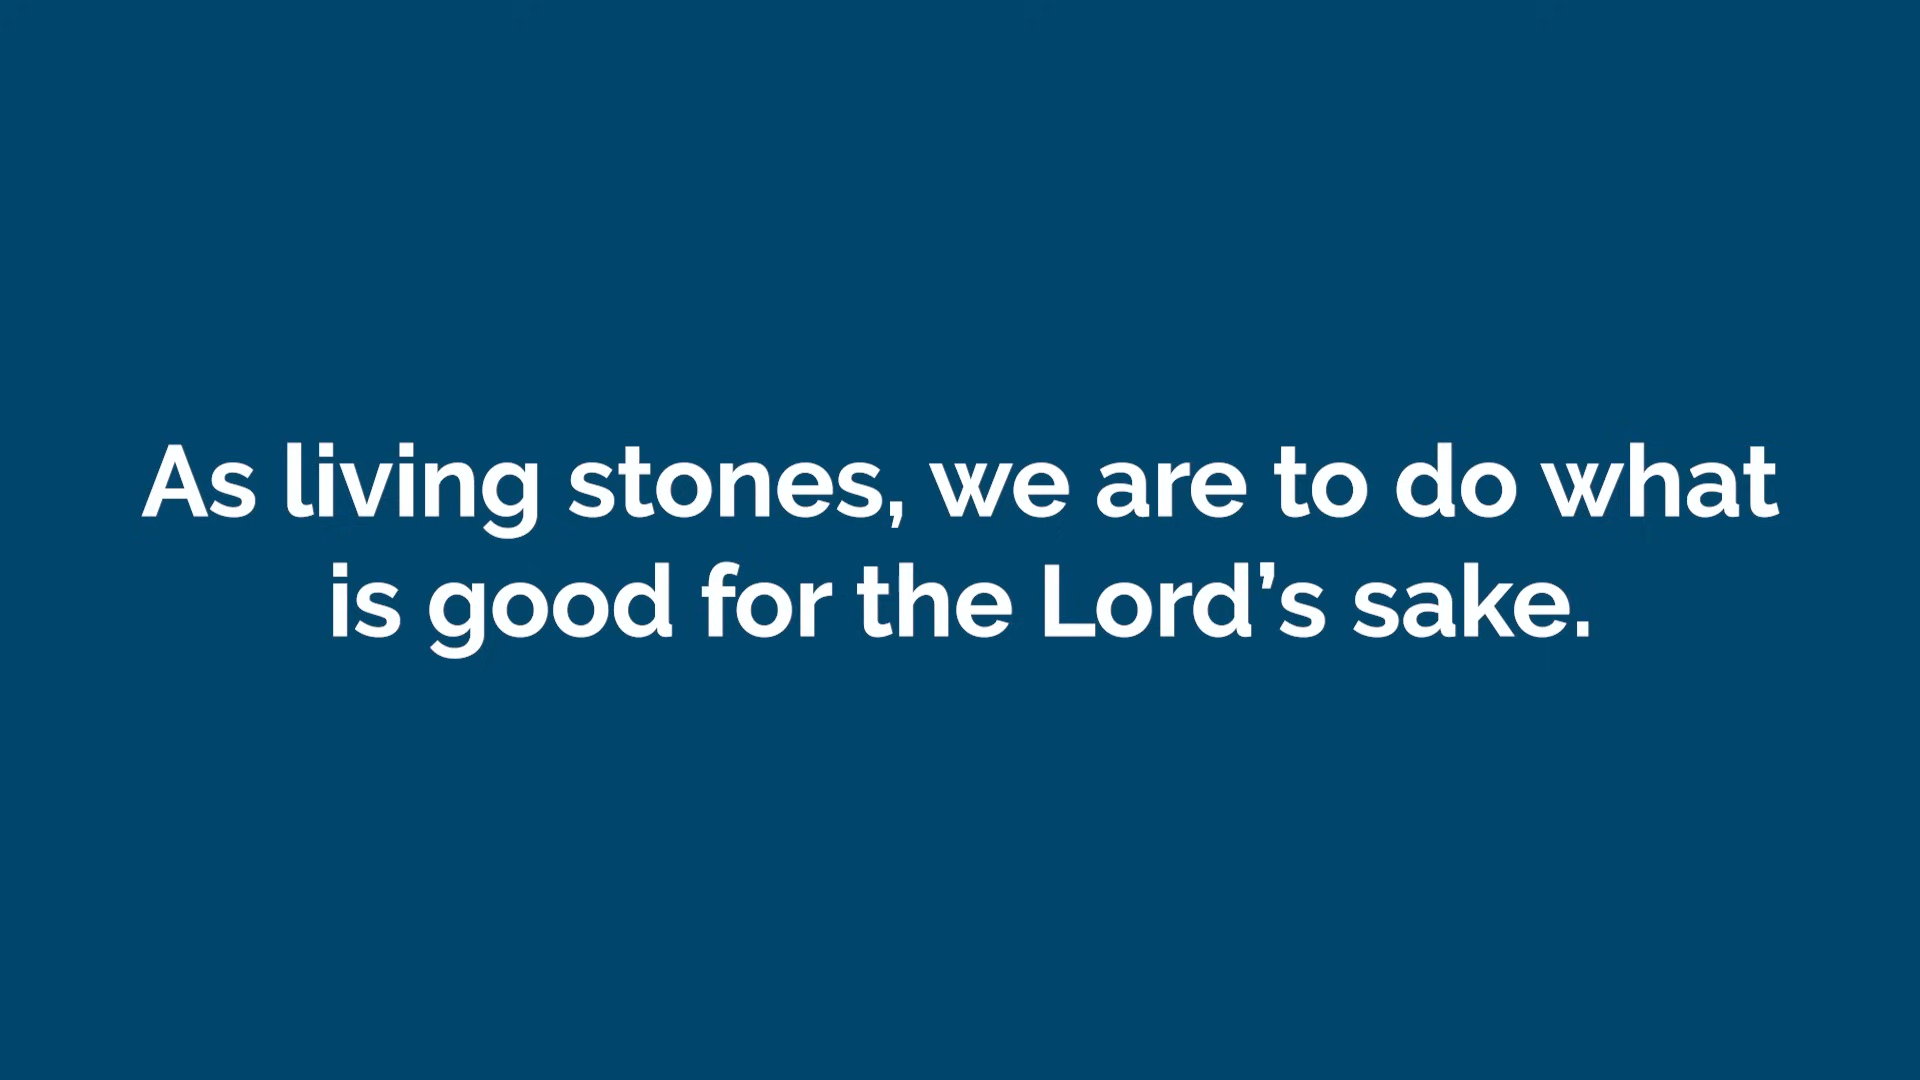 As living stones, we are to do what
is good for the Lord’s sake.